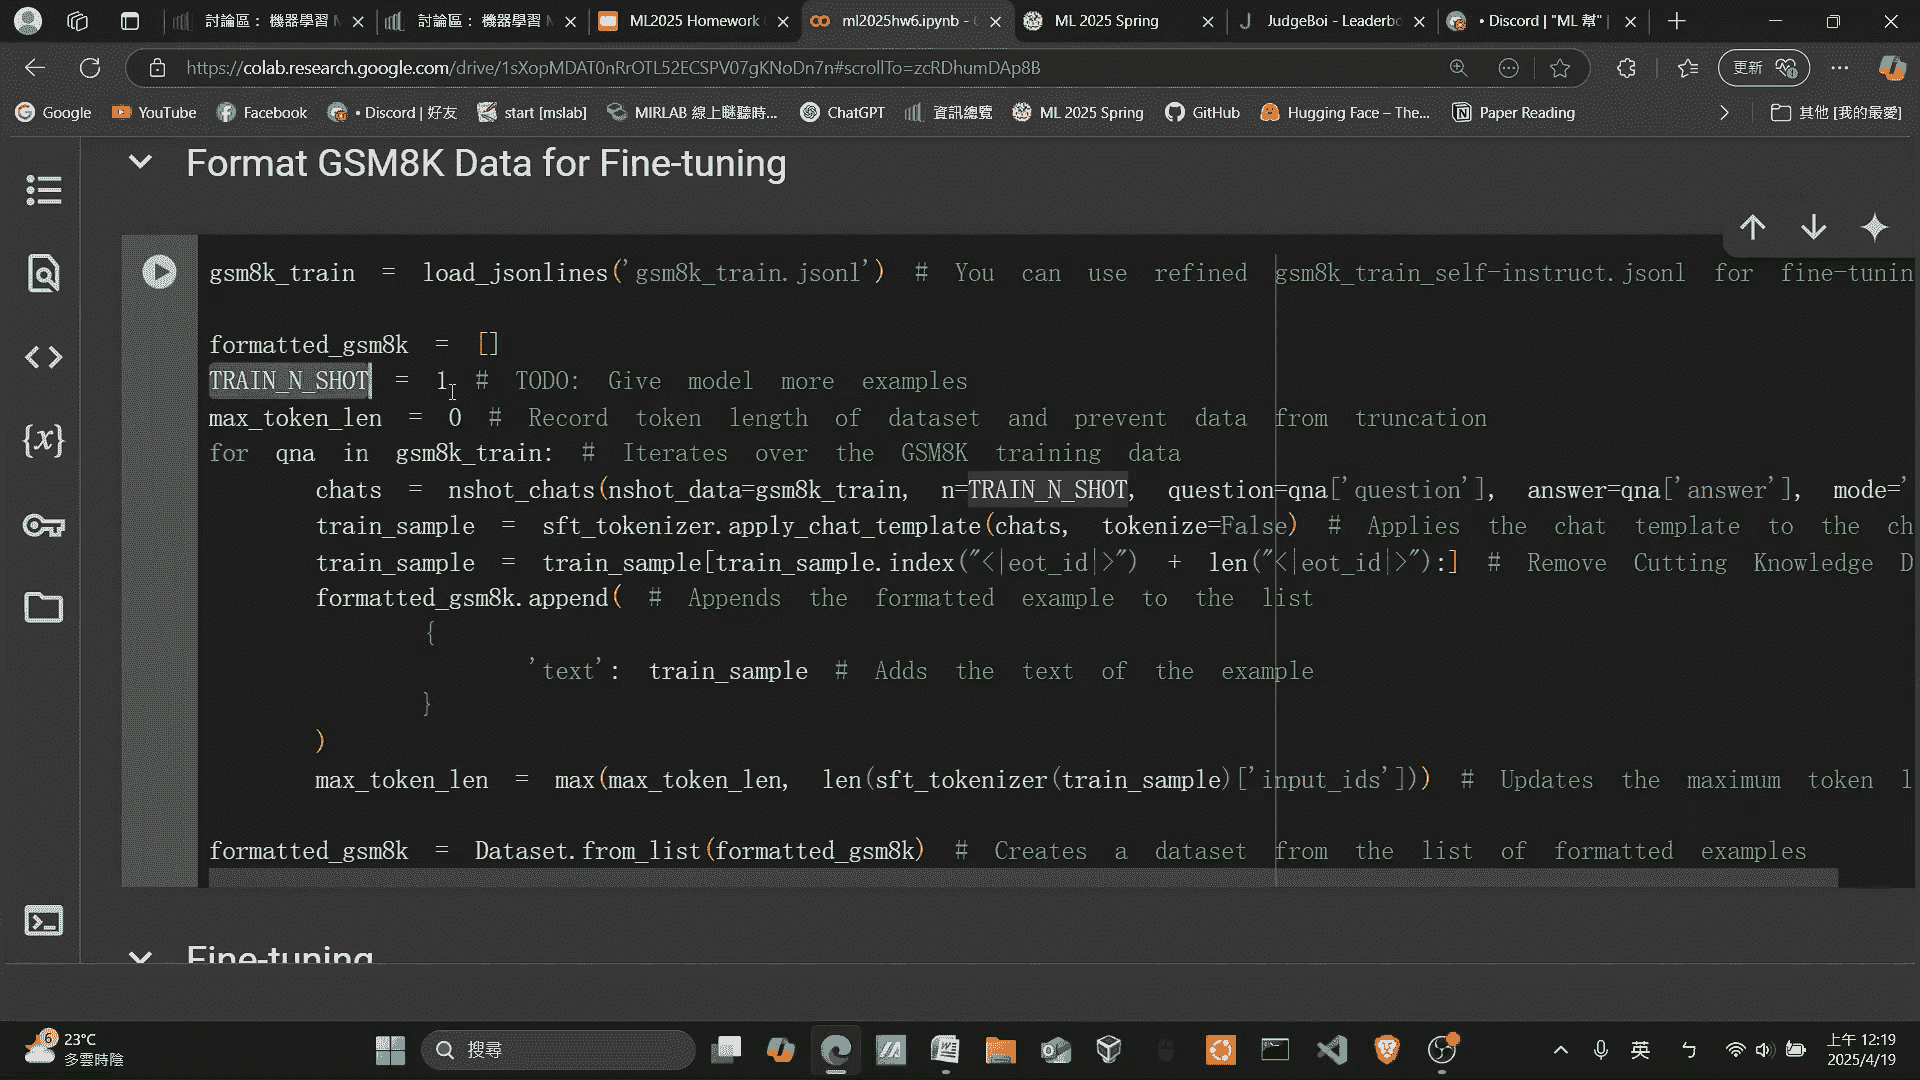 討論區： 機器學習
討論區： 機器學習
ML2025 Homework
ml2025hw6.ipynb -
ML 2025 Spring
JudgeBoi - Leaderbo
• Discord | "ML 幫" |
https://colab.research.google.com/drive/1sXopMDAT0nRrOTL52ECSPV07gKNoDn7n#scrollTo=zcRDhumDAp8B
更新
Google
YouTube
Facebook
• Discord | 好友
start [mslab]
MIRLAB 線上瞇聽時...
ChatGPT
資訊總覽
ML 2025 Spring
GitHub
Hugging Face – The...
Paper Reading
其他 [我的最愛]
Format GSM8K Data for Fine-tuning
gsm8k_train = load_jsonlines('gsm8k_train.jsonl') # You can use refined gsm8k_train_self-instruct.jsonl for fine-tunin
formatted_gsm8k = []
TRAIN_N_SHOT = 1 # TODO: Give model more examples
max_token_len = 0 # Record token length of dataset and prevent data from truncation
for qna in gsm8k_train: # Iterates over the GSM8K training data
chats = nshot_chats(nshot_data=gsm8k_train, n=TRAIN_N_SHOT, question=qna['question'], answer=qna['answer'], mode='
train_sample = sft_tokenizer.apply_chat_template(chats, tokenize=False) # Applies the chat template to the ch
train_sample = train_sample[train_sample.index("<|eot_id|>") + len("<|eot_id|>"):] # Remove Cutting Knowledge D
formatted_gsm8k.append( # Appends the formatted example to the list
{
'text': train_sample # Adds the text of the example
}
)
max_token_len = max(max_token_len, len(sft_tokenizer(train_sample)['input_ids'])) # Updates the maximum token l
formatted_gsm8k = Dataset.from_list(formatted_gsm8k) # Creates a dataset from the list of formatted examples
Fine-tuning
23°C
多雲時陰
搜尋
英
ㄅ
上午 12:19
2025/4/19